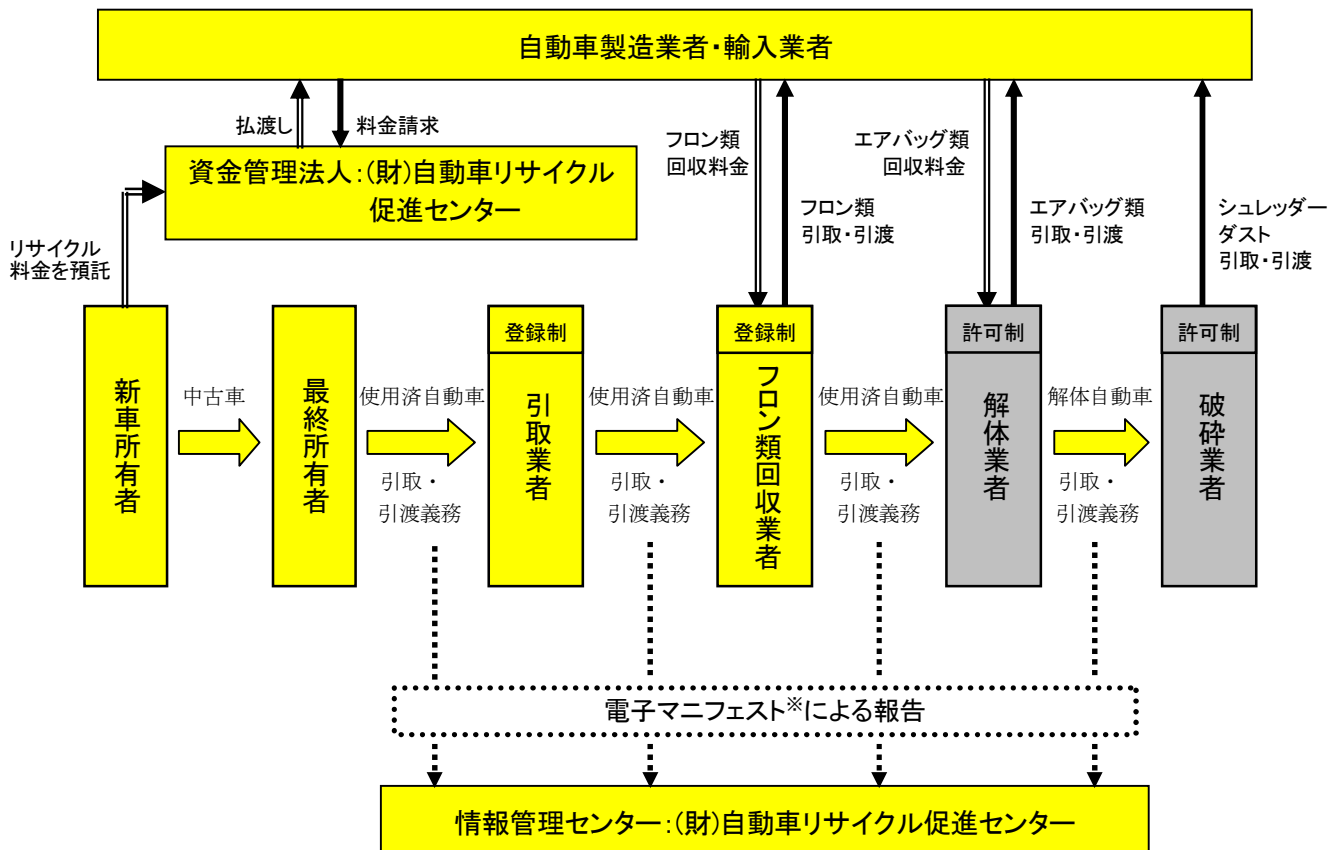 自動車製造業者・輸入業者
払渡し
料金請求
フロン類
回収料金
エアバッグ類
回収料金
資金管理法人:(財)自動車リサイクル
促進センター
フロン類
引取・引渡
エアバッグ類
引取・引渡
シュレッダー
ダスト
引取・引渡
リサイクル
料金を預託
登録制
登録制
許可制
許可制
新車所有者
中古車
最終所有者
使用済自動車
引取・
引渡義務
引取業者
使用済自動車
引取・
引渡義務
フロン類回収業者
使用済自動車
引取・
引渡義務
解体業者
解体自動車
引取・
引渡義務
破砕業者
電子マニフェスト※による報告
情報管理センター:(財)自動車リサイクル促進センター